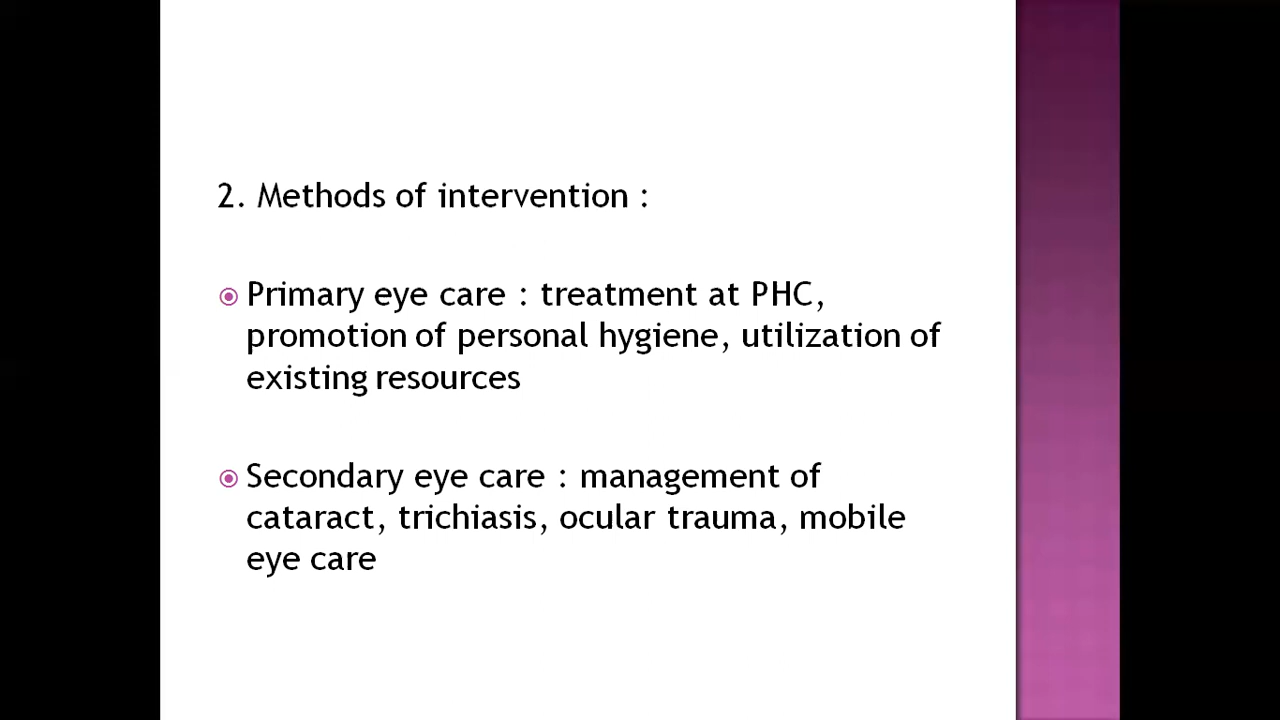 2. Methods of intervention :
Primary eye care : treatment at PHC,
promotion of personal hygiene, utilization of
existing resources
Secondary eye care : management of
cataract, trichiasis, ocular trauma, mobile
eye care